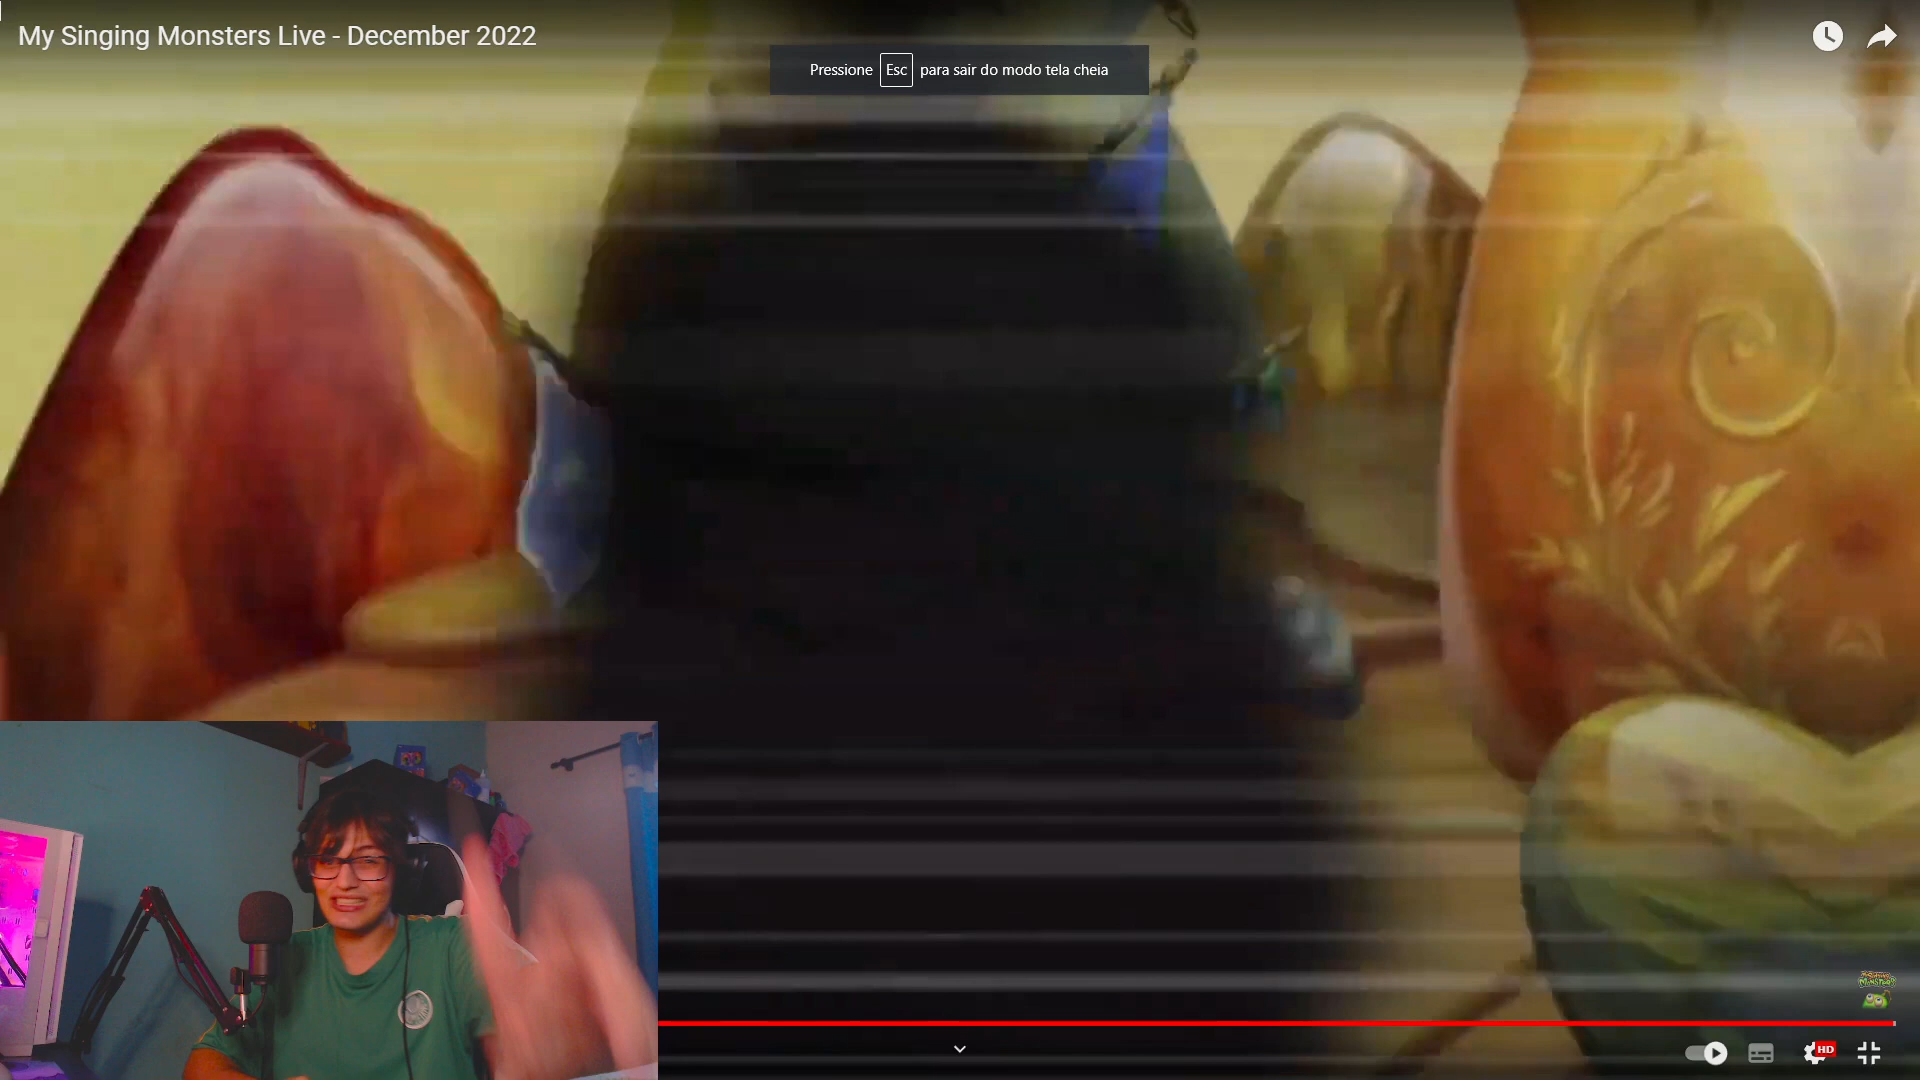 My Singing Monsters Live - December 2022
Pressione Esc para sair do modo tela cheia
HD